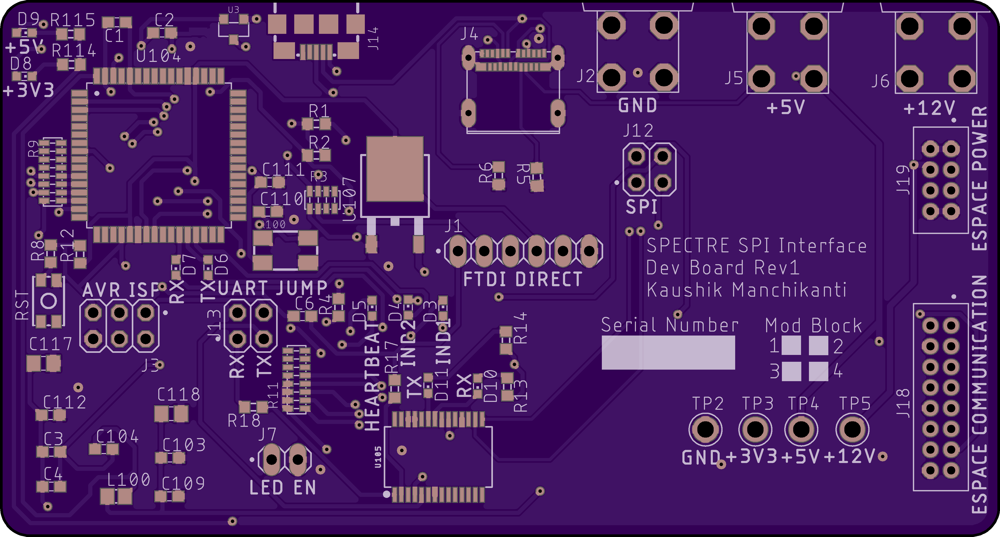 D9
R115
C1
C2
U3
J14
J4
+5V
R114
U104
D8
+3V3
J2
J5
J6
GND
+5V
+12V
R1
R2
J12
R9
C111
R3
U107
R6
R5
SPI
J19
ESPACE POWER
C110
R100
J1
R8
R12
D7
D6
RX
TX
FTDI DIRECT
SPECTRE SPI Interface
Dev Board Rev1
Kaushik Manchikanti
AVR ISP
UART JUMP
RST
J13
C6
R4
D5
D4
D3
HEARTBEAT
IND2
IND1
R14
Serial Number
Mod Block
1
2
3
4
C117
J3
RX
TX
R17
TX
D11
RX
D10
R13
R11
C112
C118
R18
J7
TP2
TP3
TP4
TP5
J18
ESPACE COMMUNICATION
C3
C104
C103
U105
GND
+3V3
+5V
+12V
C4
L100
C109
LED EN